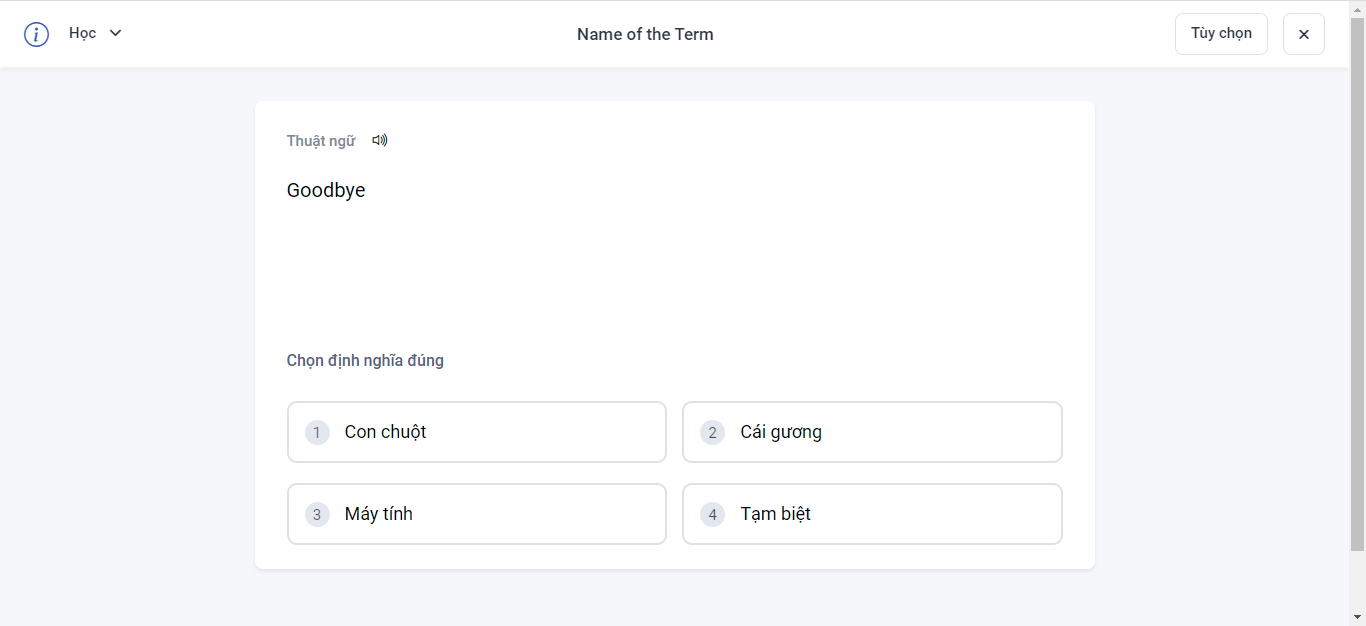 i Học
Name of the Term
Tùy chọn
Thuật ngữ
Goodbye
Chọn định nghĩa đúng
1 Con chuột
2 Cái gương
3 Máy tính
4 Tạm biệt